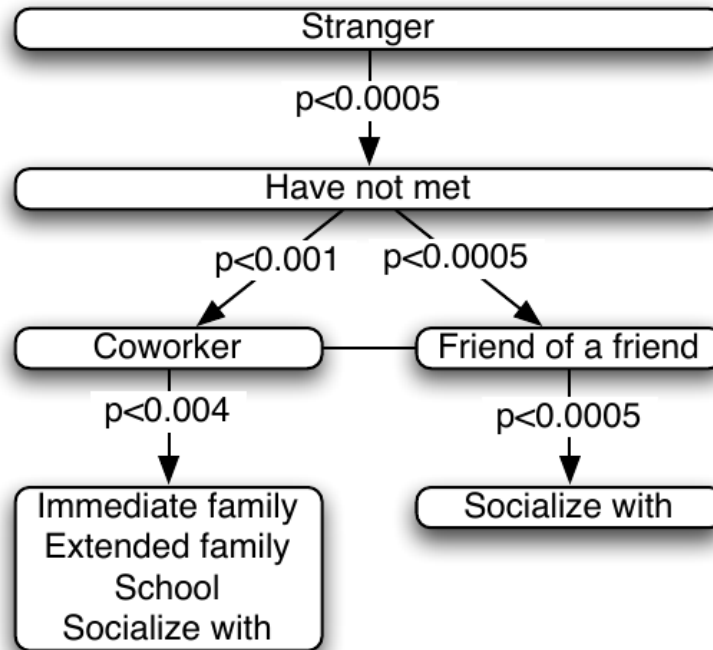 Stranger
p<0.0005
Have not met
p<0.001
p<0.0005
Coworker
Friend of a friend
p<0.004
p<0.0005
Immediate family
Extended family
School
Socialize with
Socialize with